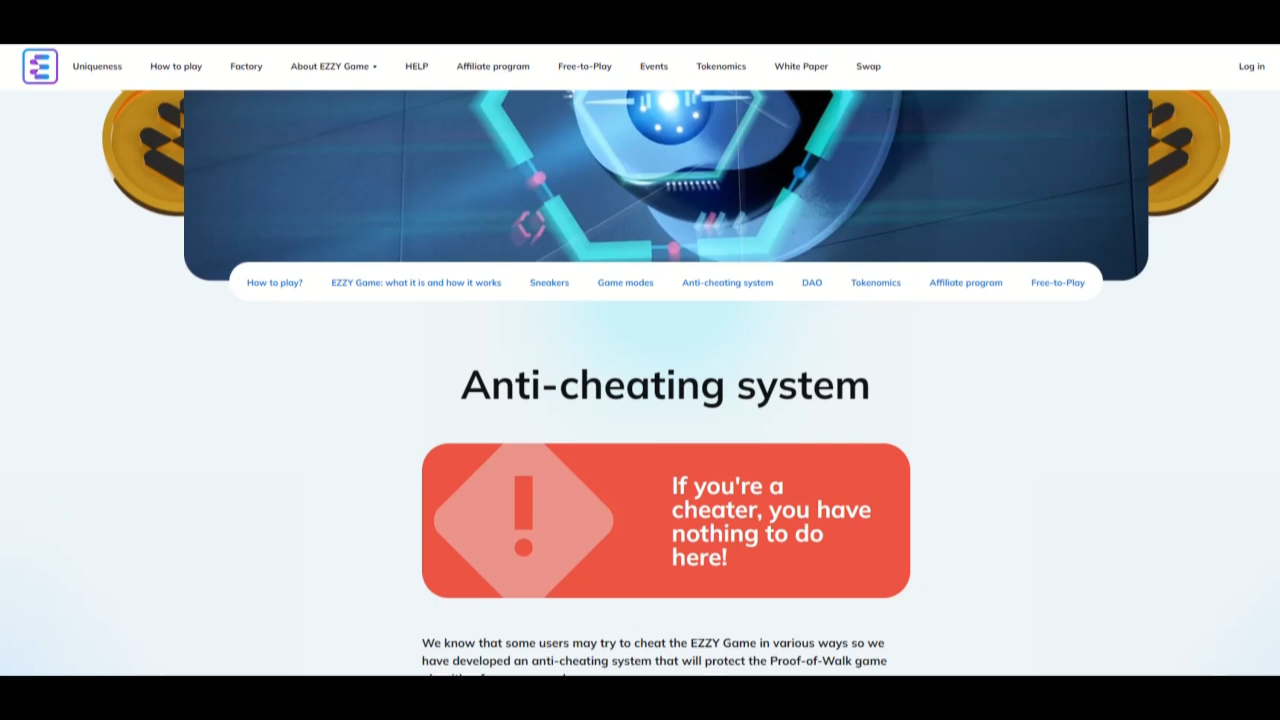 Uniqueness How to play Factory About EZZY Game HELP Affiliate program Free-to-Play Events Tokenomics White Paper Swap Log in
How to play? EZZY Game: what it is and how it works Sneakers Game modes Anti-cheating system DAO Tokenomics Affiliate program Free-to-Play
Anti-cheating system
If you're a
cheater, you have
nothing to do
here!
We know that some users may try to cheat the EZZY Game in various ways so we
have developed an anti-cheating system that will protect the Proof-of-Walk game